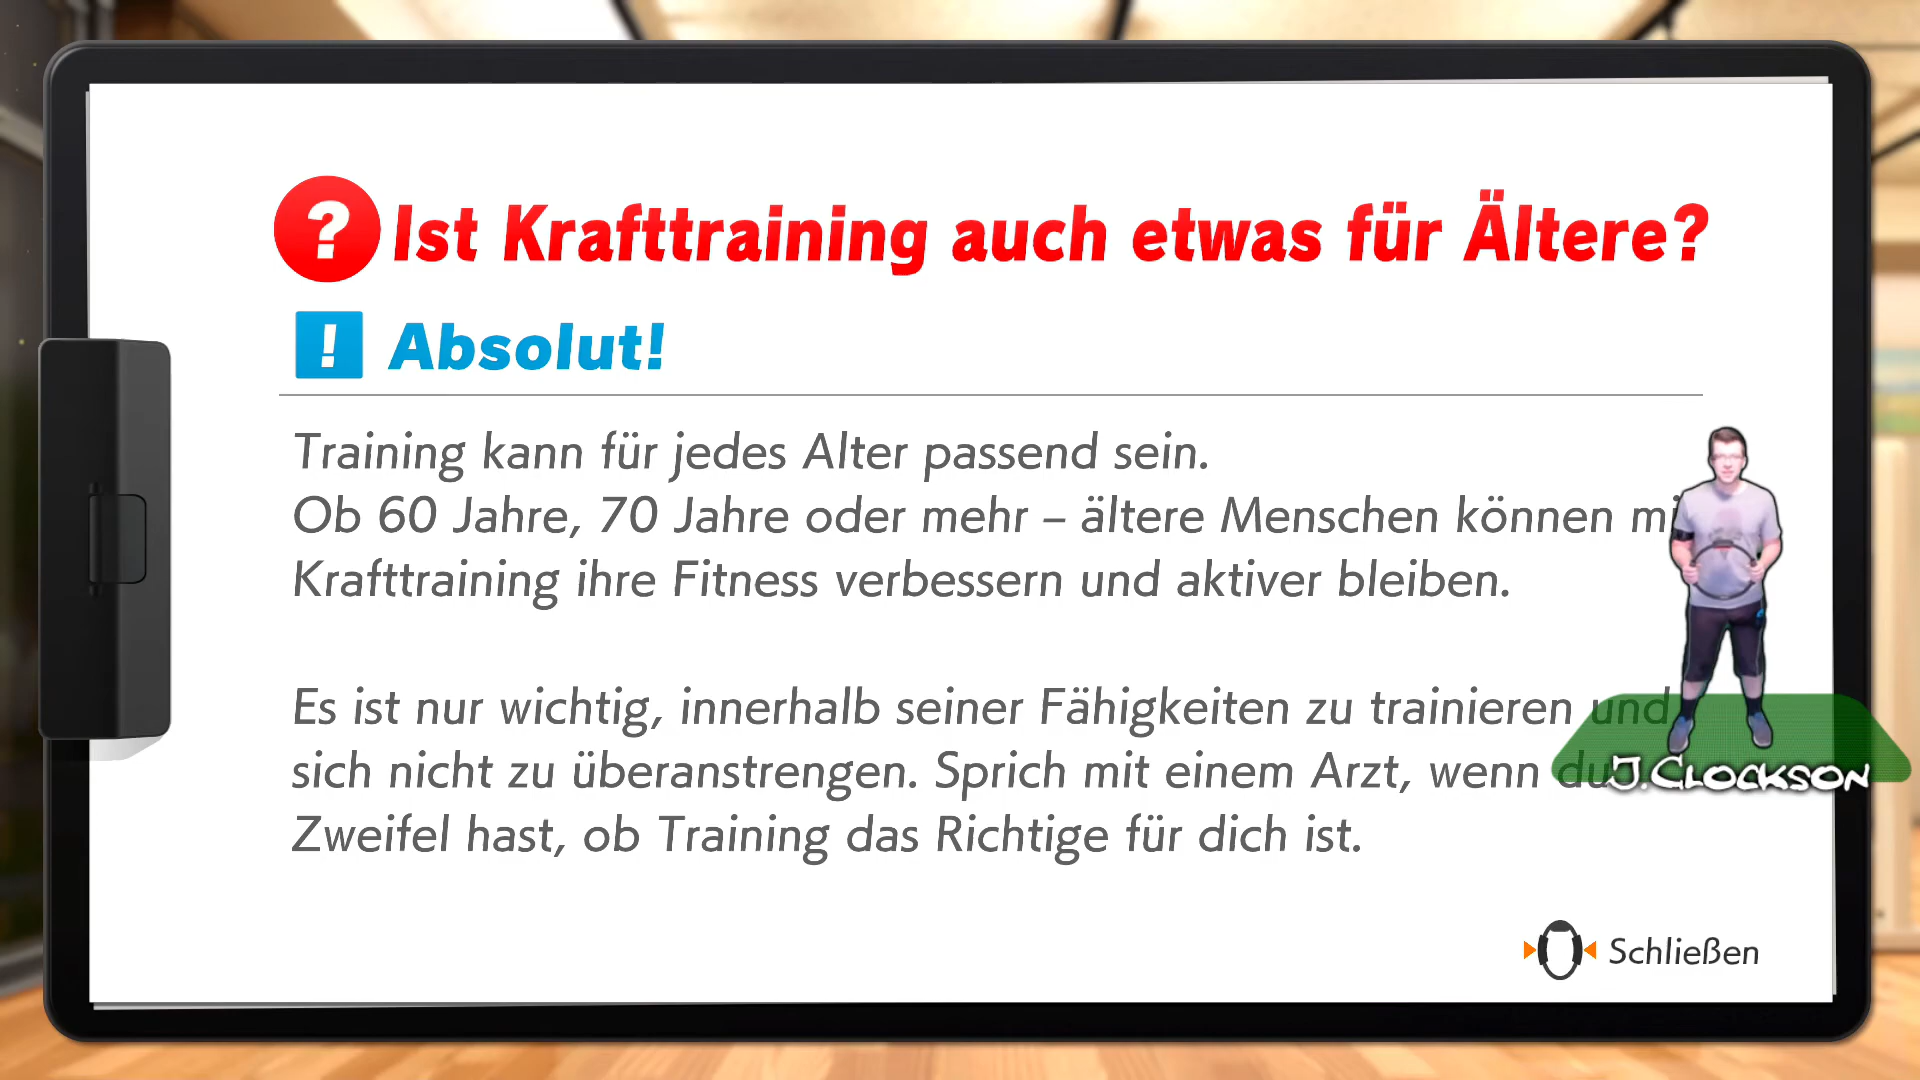 ? Ist Krafttraining auch etwas für Ältere?
! Absolut!
Training kann für jedes Alter passend sein.
Ob 60 Jahre, 70 Jahre oder mehr – ältere Menschen können mi
Krafttraining ihre Fitness verbessern und aktiver bleiben.
Es ist nur wichtig, innerhalb seiner Fähigkeiten zu trainieren und
sich nicht zu überanstrengen. Sprich mit einem Arzt, wenn du
Zweifel hast, ob Training das Richtige für dich ist.
J.Clockson
Schließen